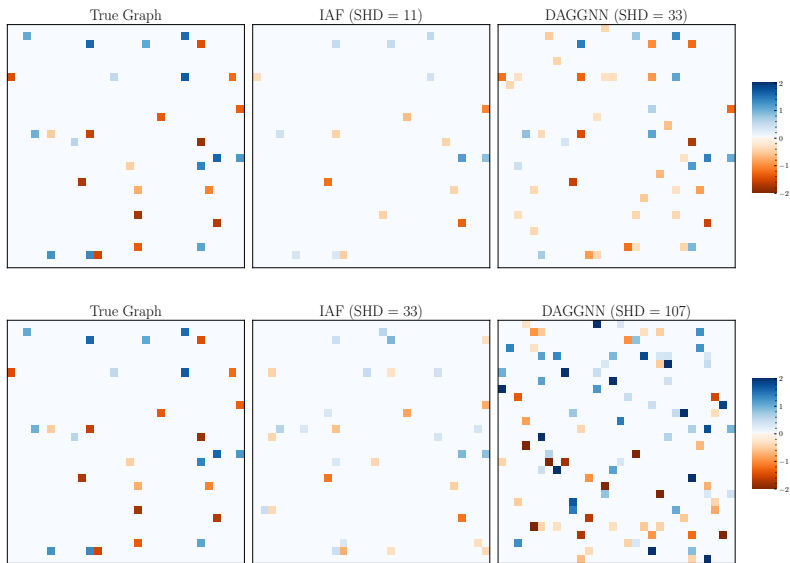 True Graph
IAF (SHD = 11)
DAGGNN (SHD = 33)
2
1
0
−1
−2
True Graph
IAF (SHD = 33)
DAGGNN (SHD = 107)
2
1
0
−1
−2